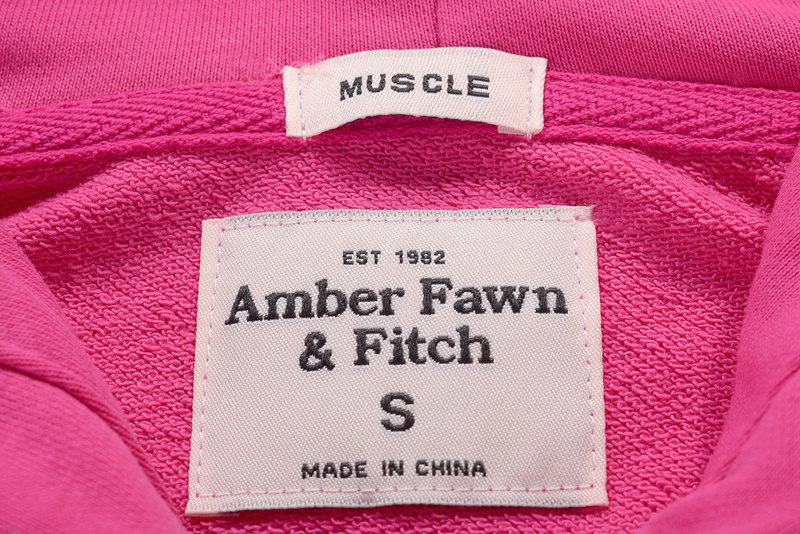 MUSCLE
EST 1982
Amber Fawn
& Fitch
S
MADE IN CHINA